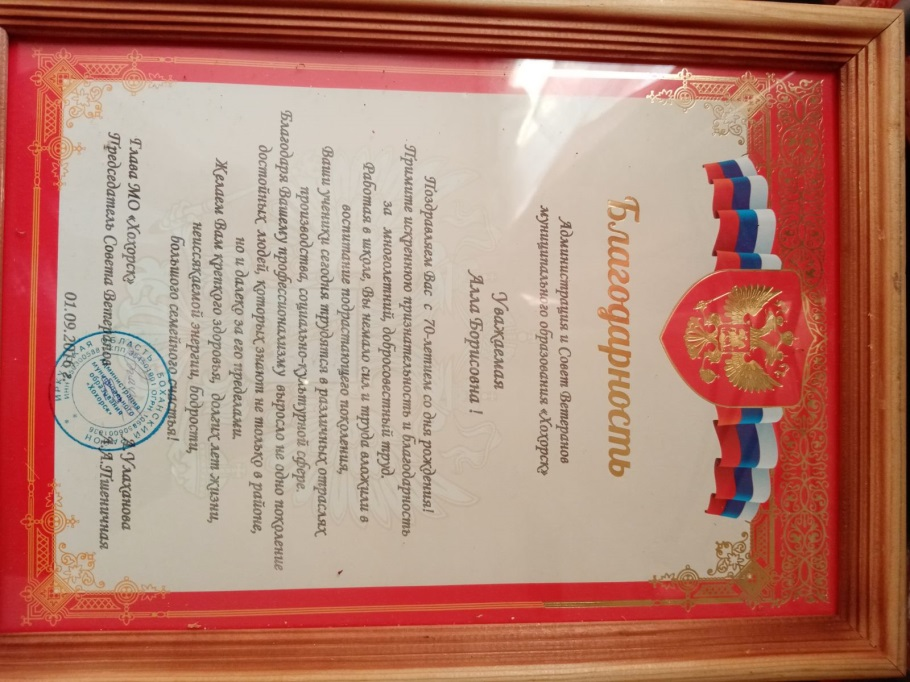 Благодарность
Администрация и Совет Ветеранов
муниципального образования «Хохорск»
Уважаемая
Алла Борисовна !
Поздравляем Вас с 70-летием со дня рождения!
Примите искреннюю признательность и благодарность
за многолетний, добросовестный труд.
Работая в школе, Вы немало сил и труда вложили в
воспитание подрастающего поколения,
Ваши ученики сегодня трудятся в различных отраслях
производства, социально-культурной сфере.
Благодаря Вашему профессионализму выросло не одно поколение
достойных людей, которых знают не только в районе,
но и далеко за его пределами.
Желаем Вам крепкого здоровья, долгих лет жизни,
неиссякаемой энергии, бодрости,
большого семейного счастья!
Глава МО «Хохорск» Улаханова
Председатель Совета Ветеранов А.Я.Пшеничная
01.09.2016 г.